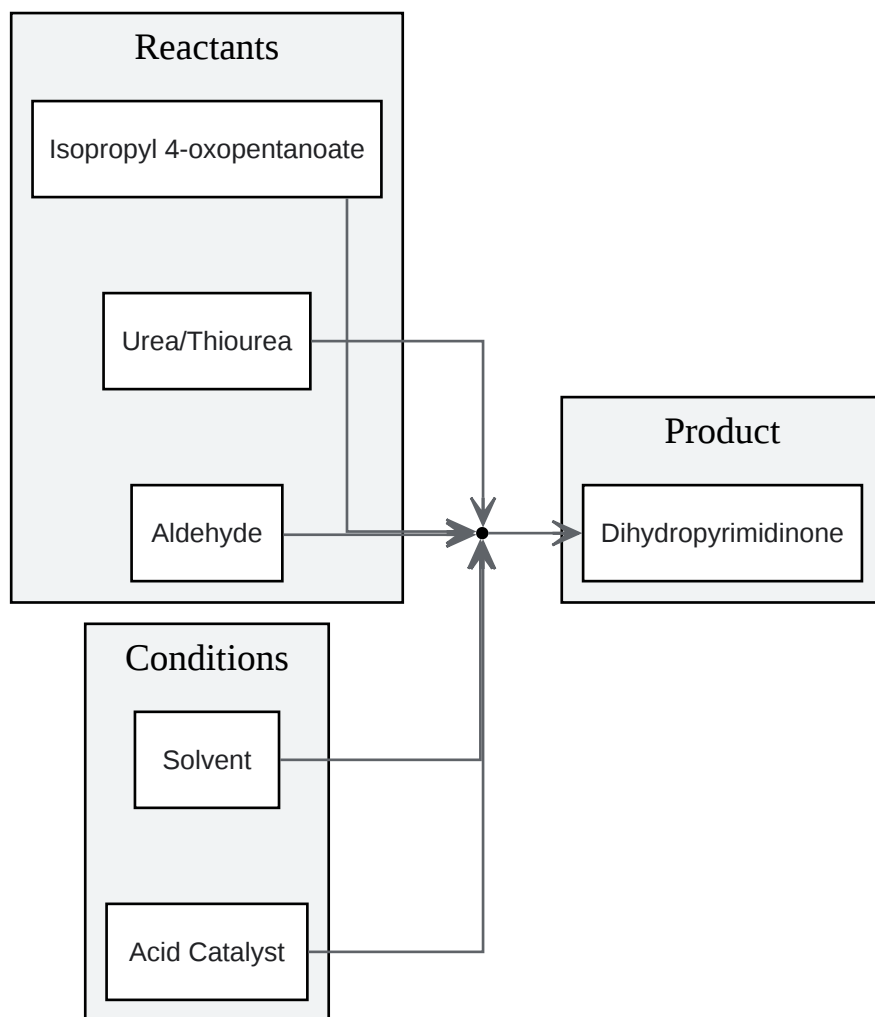 Reactants
Isopropyl 4-oxopentanoate
Urea/Thiourea
Aldehyde
Product
Dihydropyrimidinone
Conditions
Solvent
Acid Catalyst